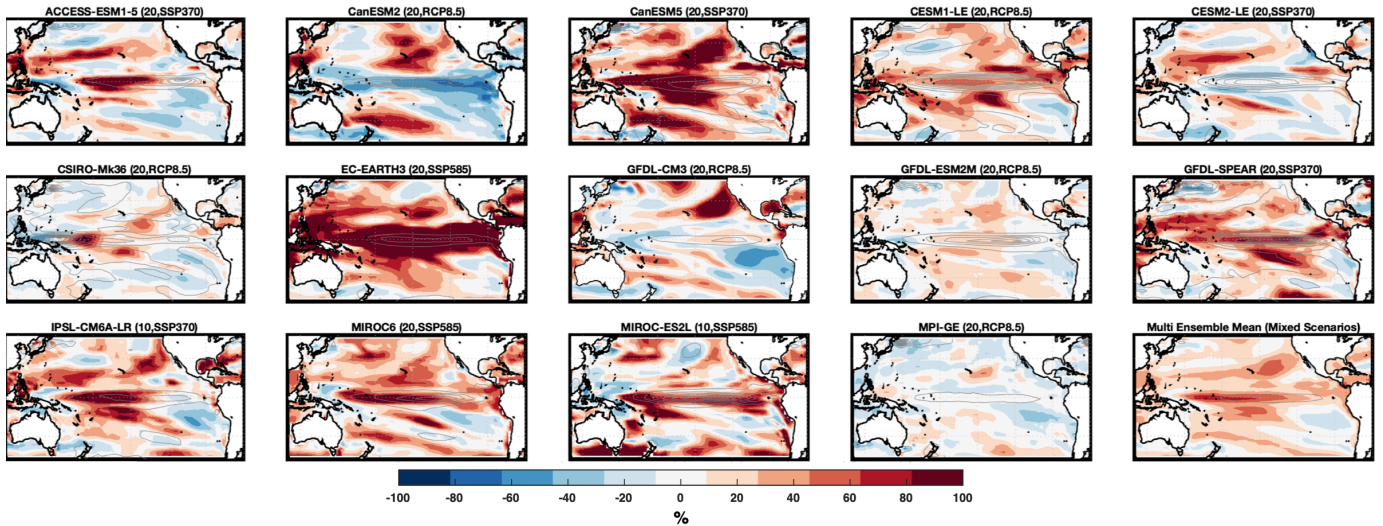 ACCESS-ESM1-5 (20,SSP370)
CanESM2 (20,RCP8.5)
CanESM5 (20,SSP370)
CESM1-LE (20,RCP8.5)
CESM2-LE (20,SSP370)
CSIRO-Mk36 (20,RCP8.5)
EC-EARTH3 (20,SSP585)
GFDL-CM3 (20,RCP8.5)
GFDL-ESM2M (20,RCP8.5)
GFDL-SPEAR (20,SSP370)
IPSL-CM6A-LR (10,SSP370)
MIROC6 (20,SSP585)
MIROC-ES2L (10,SSP585)
MPI-GE (20,RCP8.5)
Multi Ensemble Mean (Mixed Scenarios)
-100 -80 -60 -40 -20 0 20 40 60 80 100
%